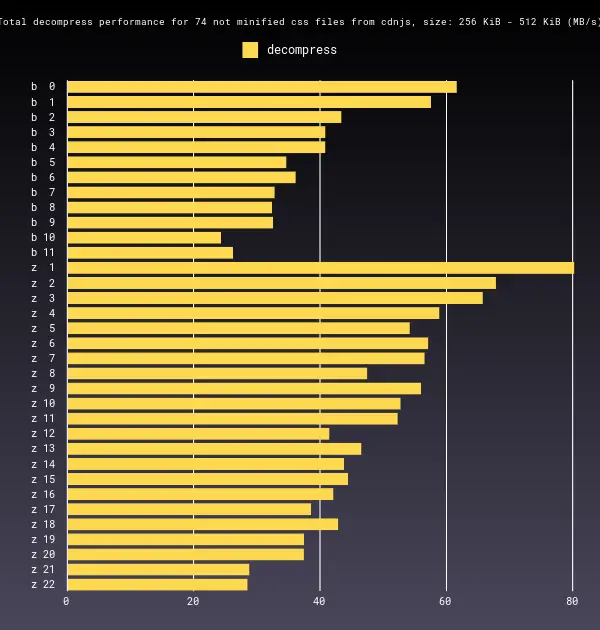 Total decompress performance for 74 not minified css files from cdnjs, size: 256 KiB - 512 KiB (MB/s)
decompress
b 0
b 1
b 2
b 3
b 4
b 5
b 6
b 7
b 8
b 9
b 10
b 11
z 1
z 2
z 3
z 4
z 5
z 6
z 7
z 8
z 9
z 10
z 11
z 12
z 13
z 14
z 15
z 16
z 17
z 18
z 19
z 20
z 21
z 22
0 20 40 60 80